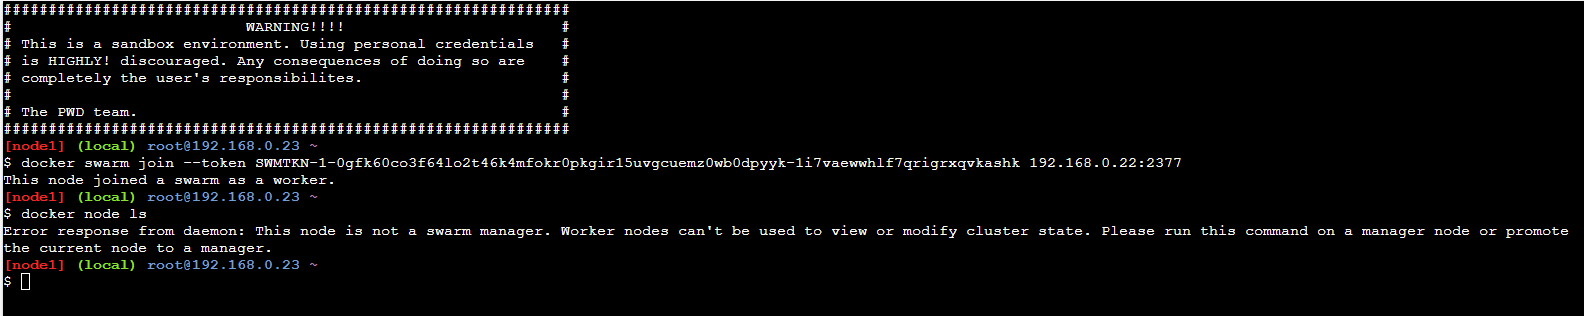 ###############################################################
# WARNING!!!! #
# This is a sandbox environment. Using personal credentials #
# is HIGHLY! discouraged. Any consequences of doing so are #
# completely the user's responsibilites. #
# #
# The PWD team. #
###############################################################
[node1] (local) root@192.168.0.23 ~
$ docker swarm join --token SWMTKN-1-0gfk60co3f64lo2t46k4mfokr0pkgir15uvgcuemz0wb0dpyyk-1i7vaewwhlf7qrigrxqvkashk 192.168.0.22:2377
This node joined a swarm as a worker.
[node1] (local) root@192.168.0.23 ~
$ docker node ls
Error response from daemon: This node is not a swarm manager. Worker nodes can't be used to view or modify cluster state. Please run this command on a manager node or promote
the current node to a manager.
[node1] (local) root@192.168.0.23 ~
$